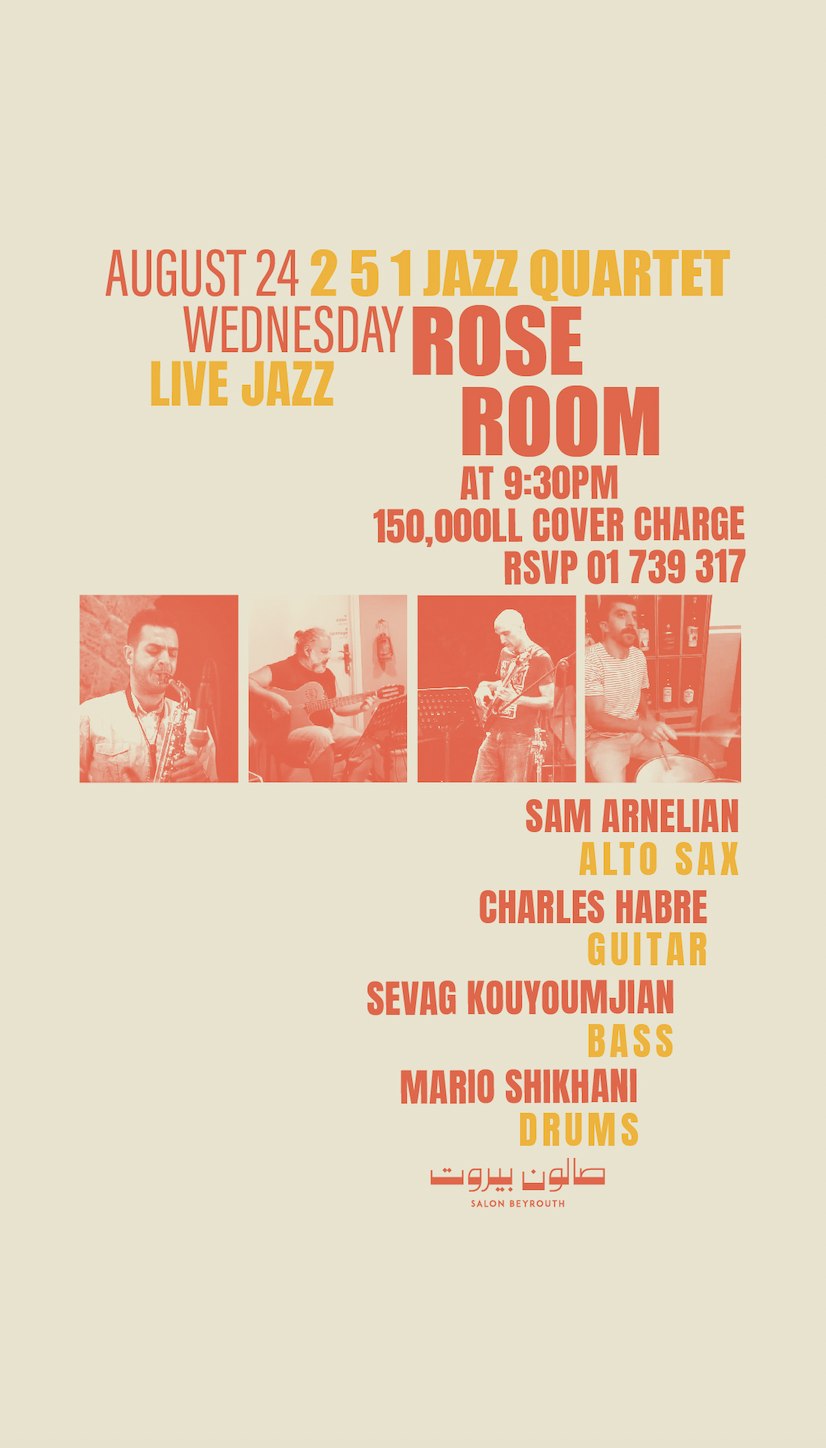 AUGUST 24 2 5 1 JAZZ QUARTET
WEDNESDAY ROSE
LIVE JAZZ
ROOM
AT 9:30PM
150,000LL COVER CHARGE
RSVP 01 739 317
SAM ARNELIAN
ALTO SAX
CHARLES HABRE
GUITAR
SEVAG KOUYOUMJIAN
BASS
MARIO SHIKHANI
DRUMS
صالون بيروت
SALON BEYROUTH